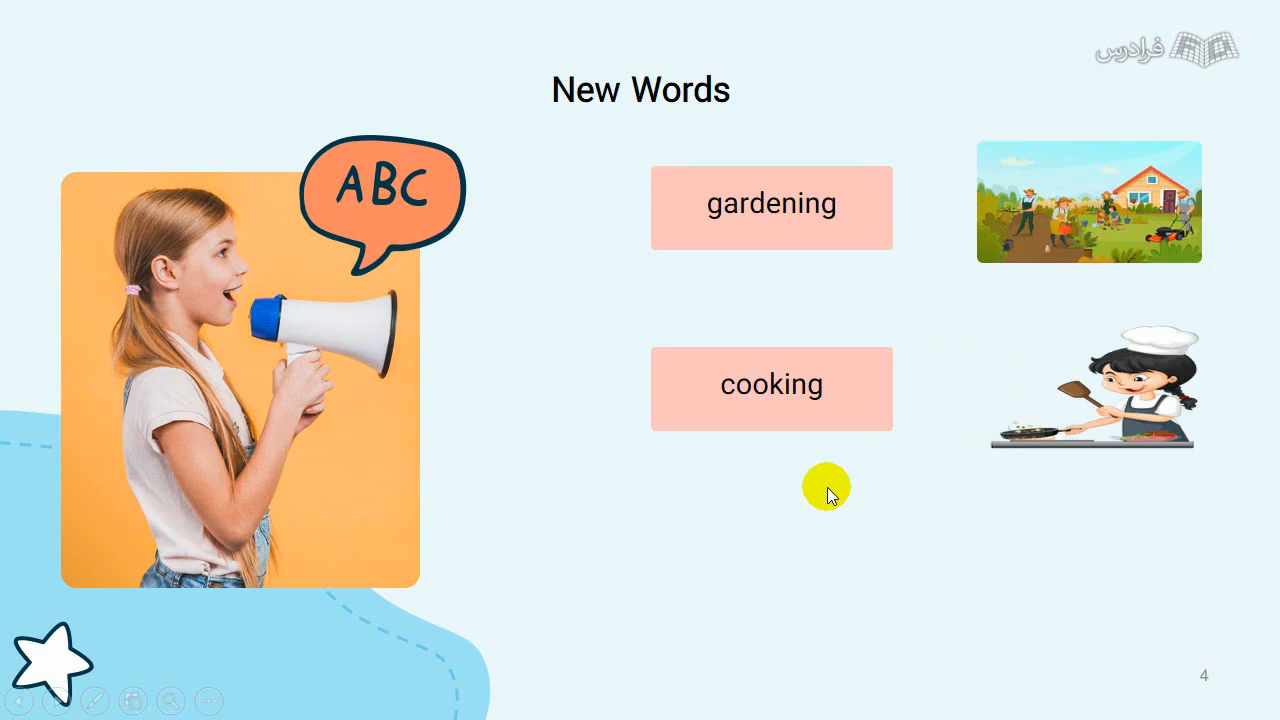 فرادرس
New Words
ABC
gardening
cooking
4